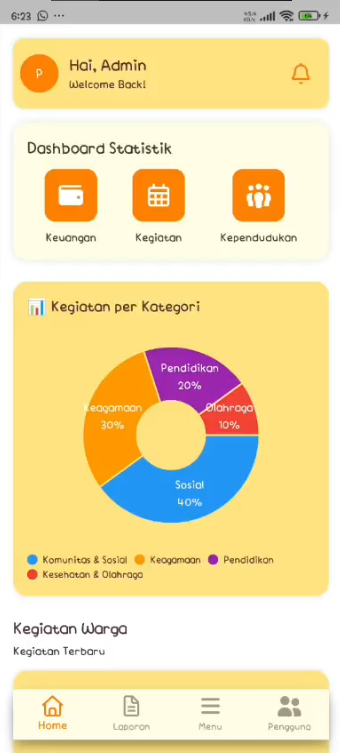 6:23
P
Hai, Admin
Welcome Back!
Dashboard Statistik
Keuangan
Kegiatan
Kependudukan
Kegiatan per Kategori
Pendidikan
20%
Keagamaan
30%
Olahraga
10%
Sosial
40%
Komunitas & Sosial
Keagamaan
Pendidikan
Kesehatan & Olahraga
Kegiatan Warga
Kegiatan Terbaru
Home
Laporan
Menu
Pengguna